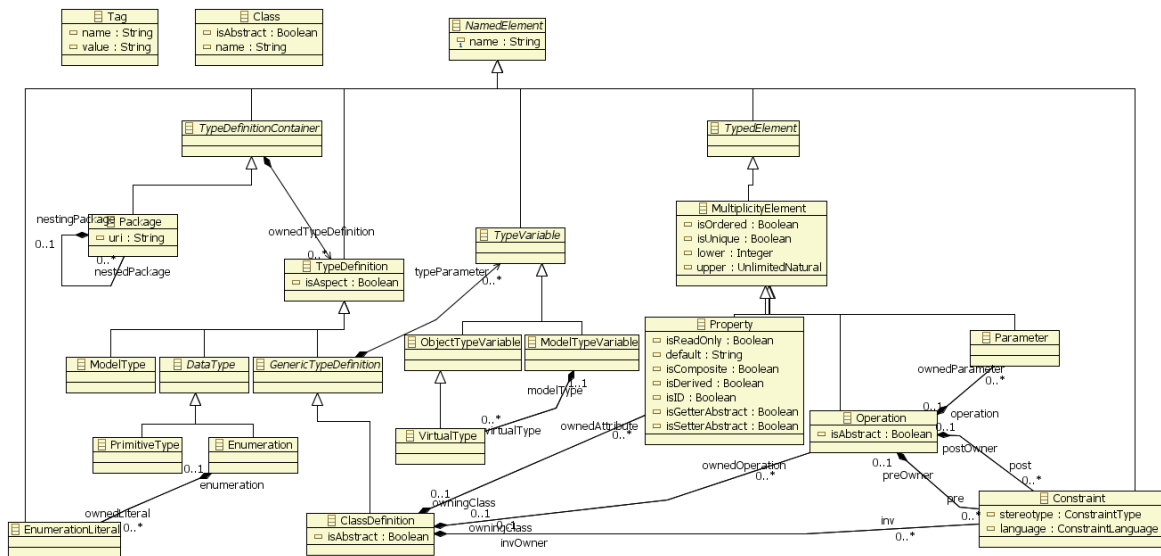 Tag
name : String
value : String
Class
isAbstract : Boolean
name : String
NamedElement
name : String
TypeDefinitionContainer
TypedElement
nestingPackage
Package
uri : String
0..1
0..*
nestedPackage
ownedTypeDefinition
0..*
TypeDefinition
isAspect : Boolean
TypeVariable
typeParameter
0..*
MultiplicityElement
isOrdered : Boolean
isUnique : Boolean
lower : Integer
upper : UnlimitedNatural
ModelType
DataType
GenericTypeDefinition
ObjectTypeVariable
ModelTypeVariable
modelType
1..1
0..*
virtualType
VirtualType
Property
isReadOnly : Boolean
default : String
isComposite : Boolean
isDerived : Boolean
isID : Boolean
isGetterAbstract : Boolean
isSetterAbstract : Boolean
Parameter
ownedParameter
0..*
0..1
operation
Operation
isAbstract : Boolean
0..1
postOwner
0..1
preOwner
post
0..*
pre
0..*
PrimitiveType
Enumeration
0..1
enumeration
ownedLiteral
0..*
EnumerationLiteral
ownedAttribute
0..*
ownedOperation
0..*
0..1
owningClass
0..1
owningClass
0..1
invOwner
ClassDefinition
isAbstract : Boolean
inv
0..*
Constraint
stereotype : ConstraintType
language : ConstraintLanguage